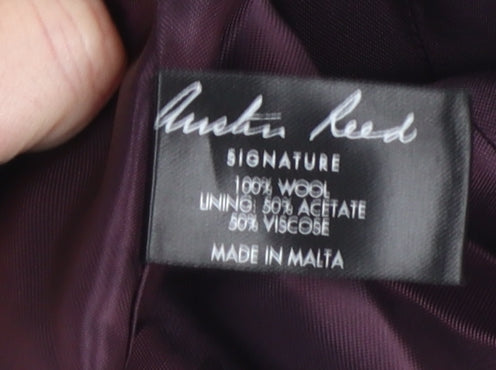 Austin Reed
SIGNATURE
100% WOOL
LINING: 50% ACETATE
50% VISCOSE
MADE IN MALTA